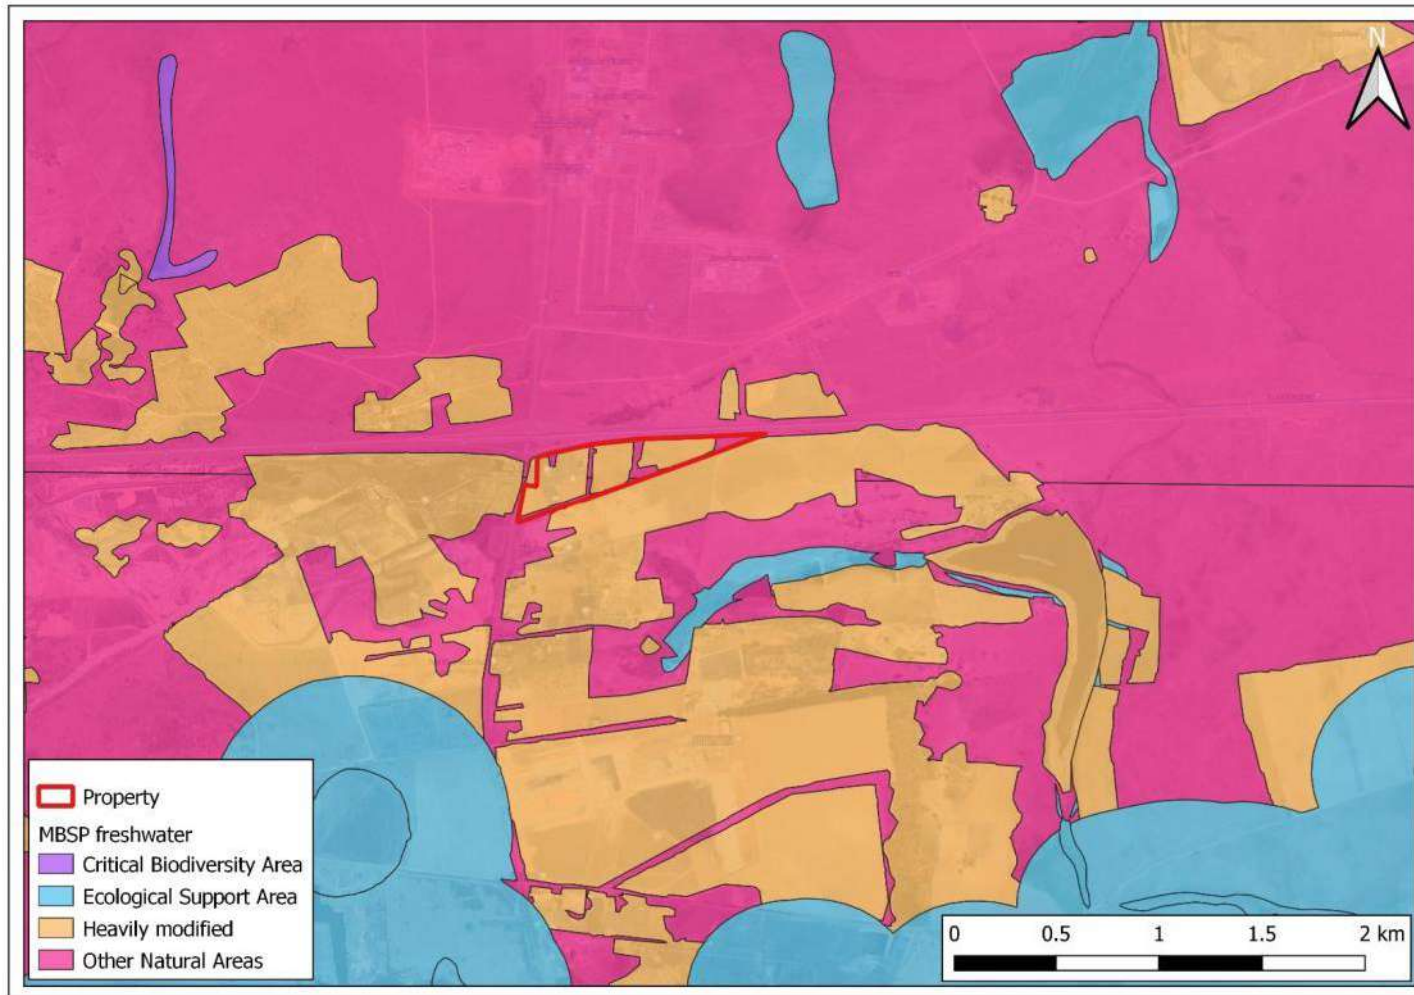 N
Property
MBSP freshwater
Critical Biodiversity Area
Ecological Support Area
Heavily modified
Other Natural Areas
0 0.5 1 1.5 2 km